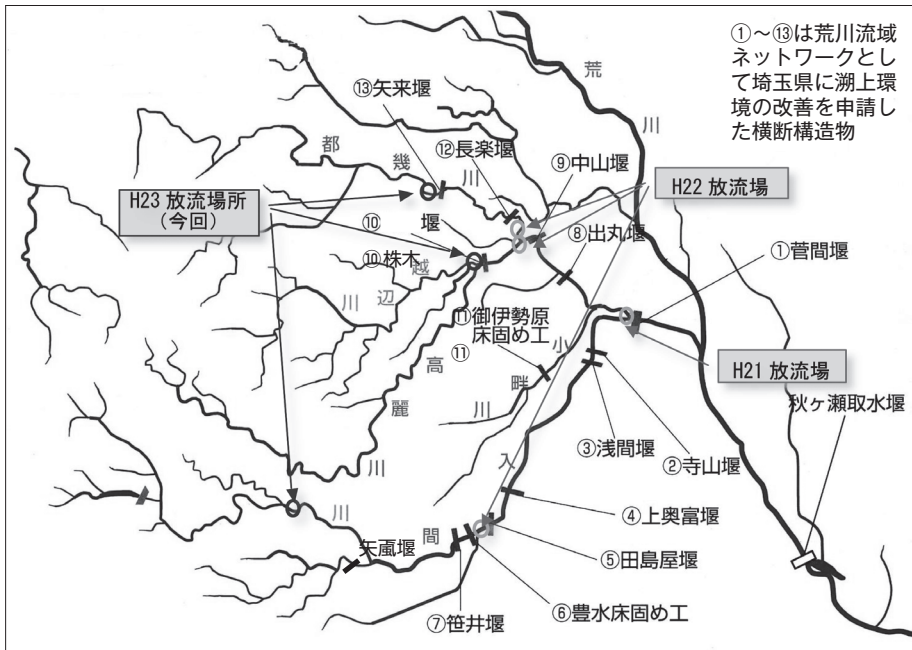 ①～⑬は荒川流域
ネットワークとし
て埼玉県に溯上環
境の改善を申請し
た横断構造物
荒
川
⑬矢来堰
都
幾
川
⑫長楽堰
⑨中山堰
H22 放流場
H23 放流場所
（今回）
⑩
堰
⑧出丸堰
⑩株木
越
辺
川
①菅間堰
⑪御伊勢原
床固め工
⑪
小
畔
川
高
麗
川
H21 放流場
秋ヶ瀬取水堰
③浅間堰
②寺山堰
入
間
川
④上奥富堰
矢颪堰
⑤田島屋堰
⑥豊水床固め工
⑦笹井堰